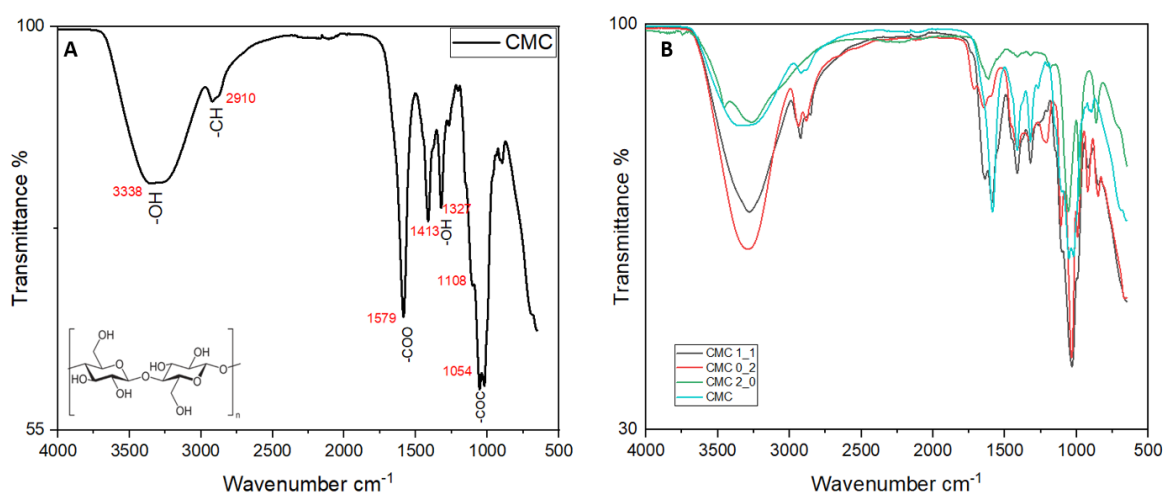 100
A
CMC
2910
-CH
3338
-OH
1327
1413
-OH
1108
1579
-COO
1054
-COC
OH
O
OH
HO
OH
HO
O
HO
O
O
OH
OH
n
55
4000 3500 3000 2500 2000 1500 1000 500
Wavenumber cm-1
Transmittance %
100
B
CMC 1_1
CMC 0_2
CMC 2_0
CMC
30
4000 3500 3000 2500 2000 1500 1000 500
Wavenumber cm-1
Transmittance %